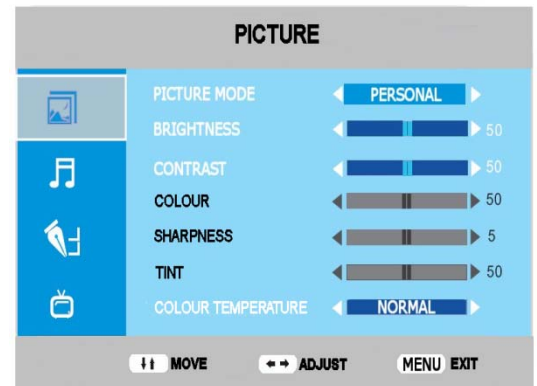 PICTURE
PICTURE MODE PERSONAL
BRIGHTNESS 50
CONTRAST 50
COLOUR 50
SHARPNESS 5
TINT 50
COLOUR TEMPERATURE NORMAL
MOVE ADJUST MENU EXIT